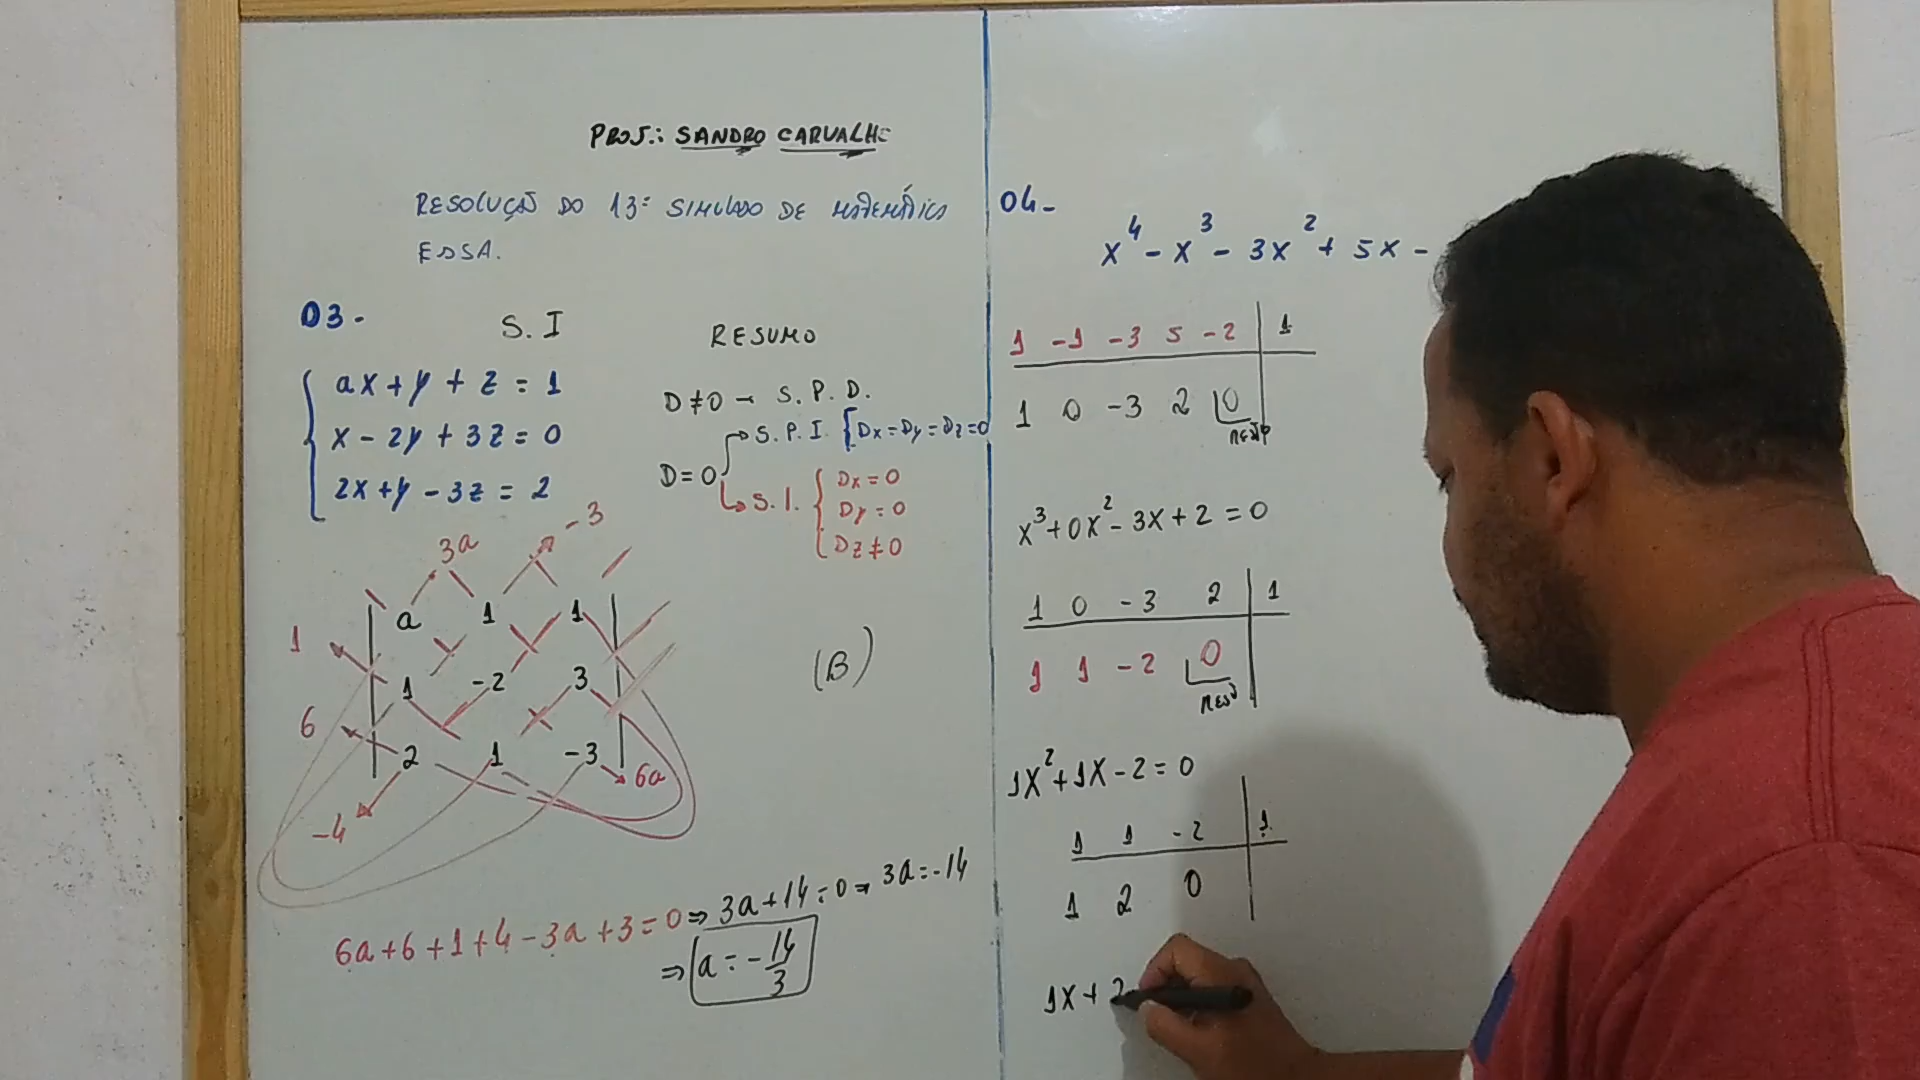 PROF.: SANDRO CARVALHO
RESOLUÇÃO DO 13º SIMULADO DE MATEMÁTICA
ESSA.
03-
S. I
ax + y + z = 1
x - 2y + 3z = 0
2x + y - 3z = 2
RESUMO
D ≠ 0 → S. P. D.
S. P. I. { Dx = Dy = Dz = 0
D = 0
S. I. { Dx = 0
Dy = 0
Dz ≠ 0
3a -3
a 1 1
1
1 -2 3
6
2 1 -3
6a
-4
(B)
6a + 6 + 1 + 4 - 3a + 3 = 0 ⇒ 3a + 14 = 0 → 3a = -14
⇒ a = -14/3
04-
x⁴ - x³ - 3x² + 5x -
1 -1 -3 5 -2 | 1
1 0 -3 2 0
x³ + 0x² - 3x + 2 = 0
1 0 -3 2 | 1
1 1 -2 0
1x² + 1x - 2 = 0
1 1 -2 | 1
1 2 0
1x + 2